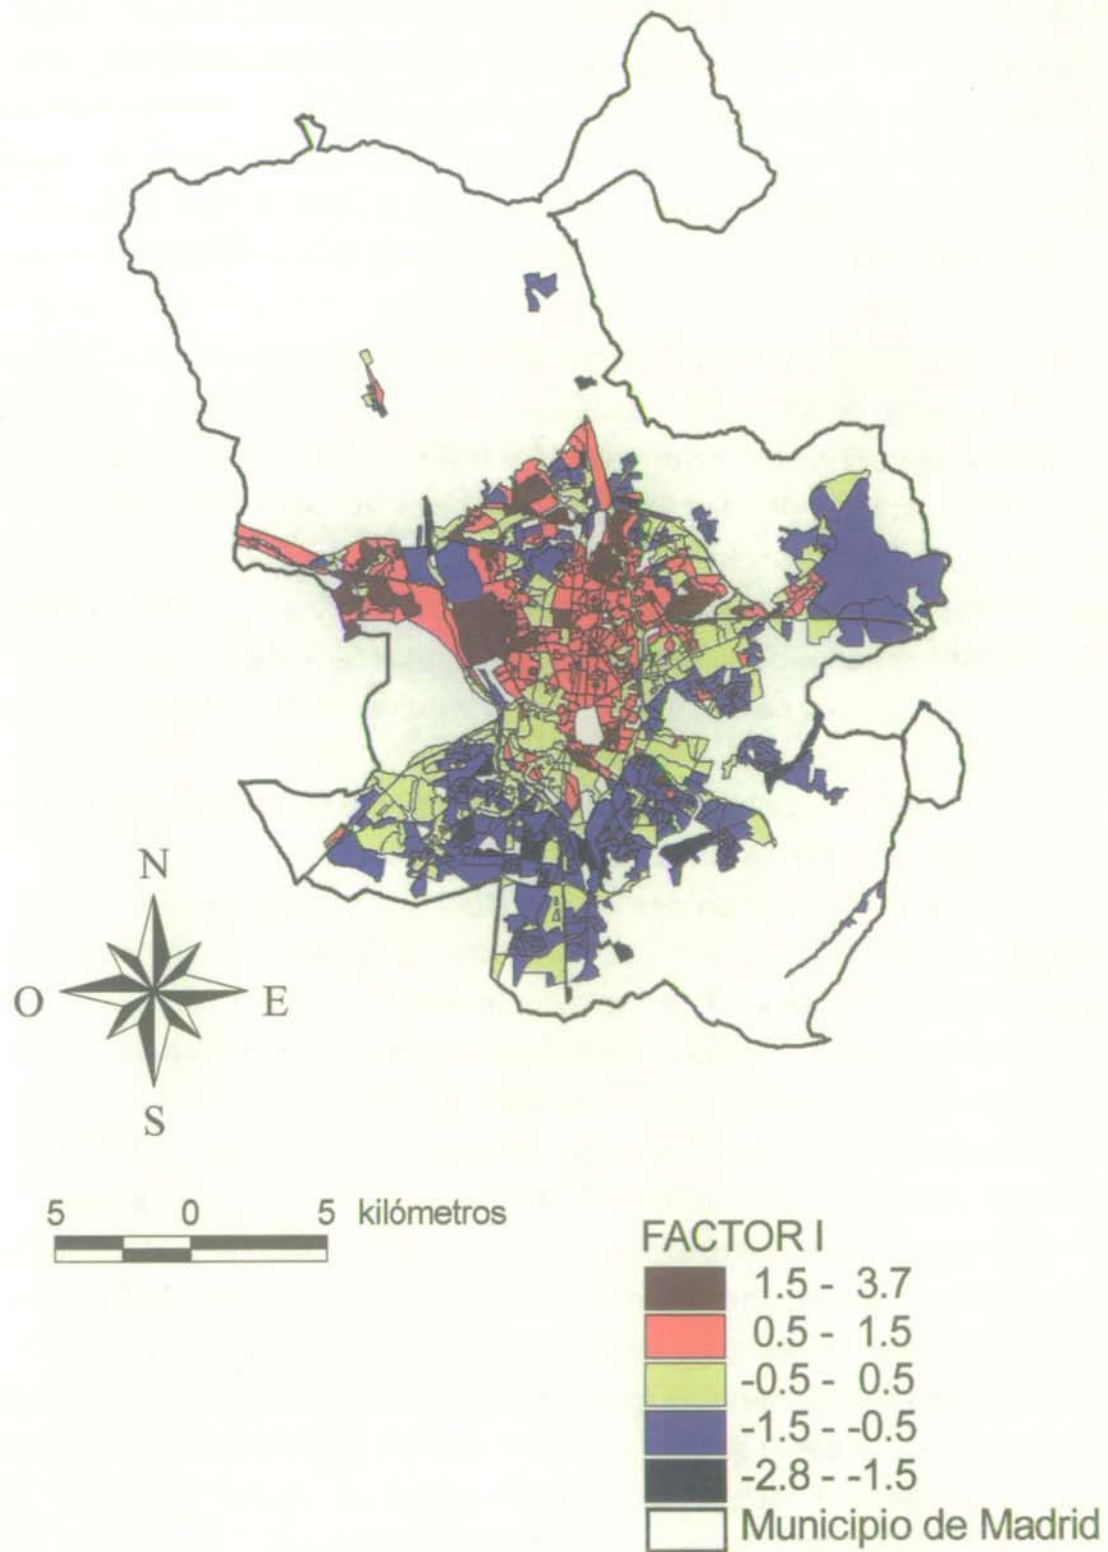 N
O
E
S
5 0 5 kilómetros
FACTOR I
1.5 - 3.7
0.5 - 1.5
-0.5 - 0.5
-1.5 - -0.5
-2.8 - -1.5
Municipio de Madrid